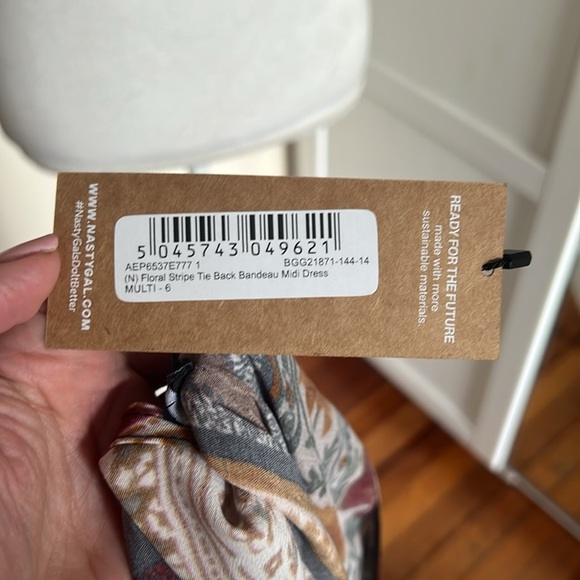 WWW.NASTYGAL.COM
#NastyGalsDoItBetter
5 045743 049621
AEP6537E777 1 BGG21871-144-14
(N) Floral Stripe Tie Back Bandeau Midi Dress
MULTI - 6
READY FOR THE FUTURE
made with more
sustainable materials.